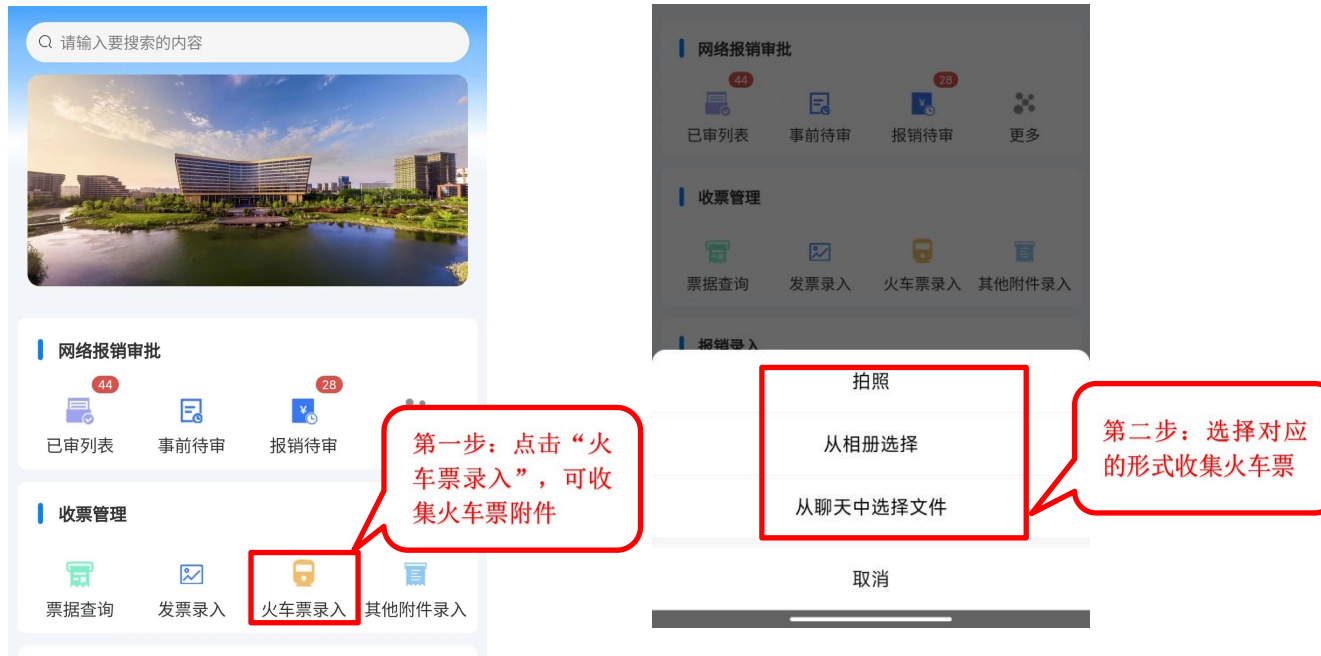 请输入要搜索的内容
网络报销审批
44
28
已审列表
事前待审
报销待审
收票管理
票据查询
发票录入
火车票录入
其他附件录入
第一步：点击“火
车票录入”，可收
集火车票附件
网络报销审批
44
28
已审列表
事前待审
报销待审
更多
收票管理
票据查询
发票录入
火车票录入
其他附件录入
报销录入
拍照
从相册选择
从聊天中选择文件
取消
第二步：选择对应
的形式收集火车票